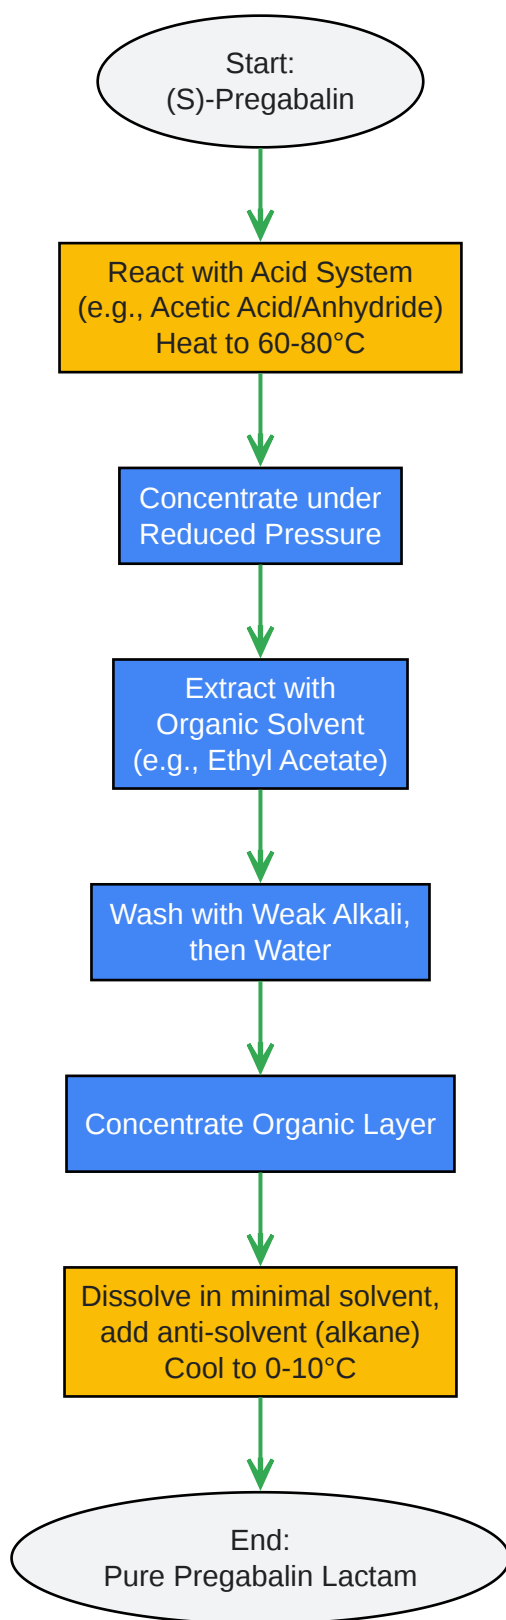 Start:
(S)-Pregabalin
React with Acid System
(e.g., Acetic Acid/Anhydride)
Heat to 60-80°C
Concentrate under
Reduced Pressure
Extract with
Organic Solvent
(e.g., Ethyl Acetate)
Wash with Weak Alkali,
then Water
Concentrate Organic Layer
Dissolve in minimal solvent,
add anti-solvent (alkane)
Cool to 0-10°C
End:
Pure Pregabalin Lactam